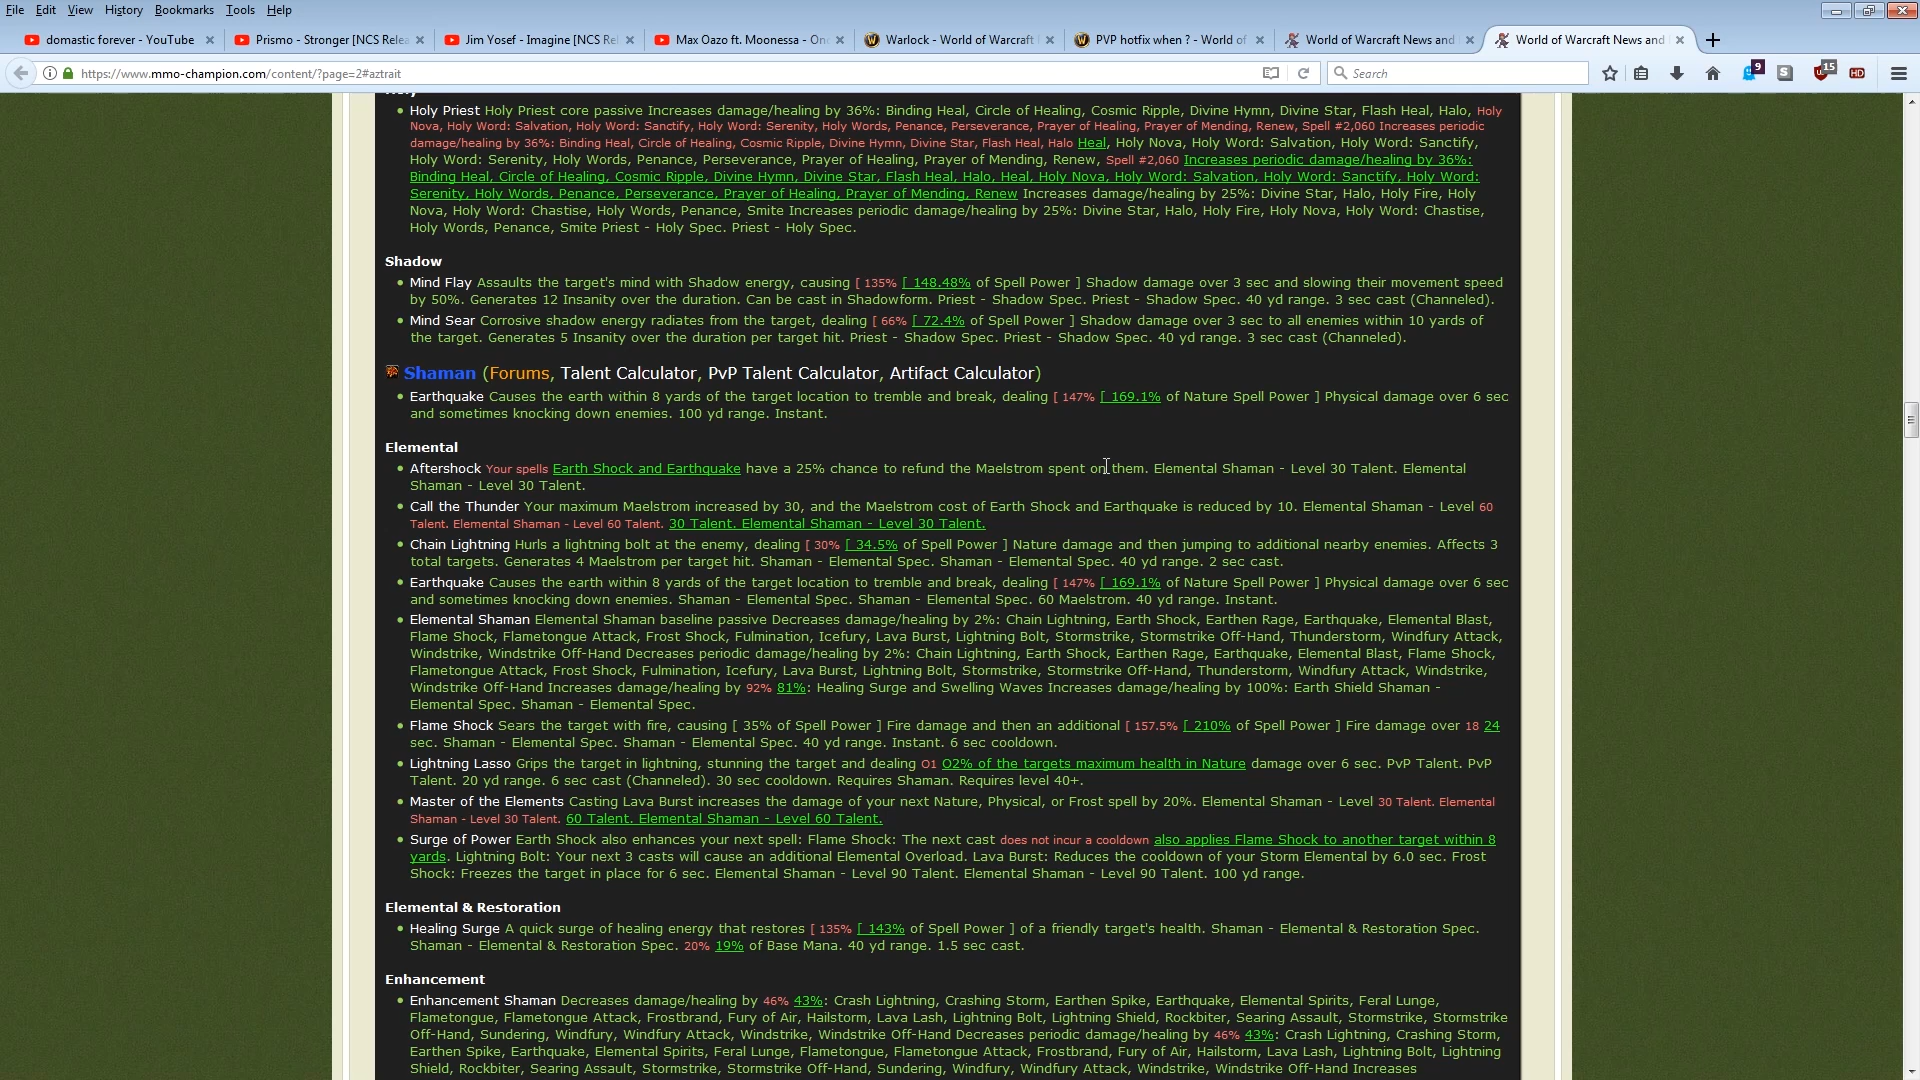 File Edit View History Bookmarks Tools Help
domastic forever - YouTube × Prismo - Stronger [NCS Relea × Jim Yosef - Imagine [NCS Rel × Max Oazo ft. Moonessa - On × Warlock - World of Warcraft × PVP hotfix when ? - World of × World of Warcraft News and × World of Warcraft News and ×
https://www.mmo-champion.com/content/?page=2#aztrait Search 9 S 15 HD
• Holy Priest Holy Priest core passive Increases damage/healing by 36%: Binding Heal, Circle of Healing, Cosmic Ripple, Divine Hymn, Divine Star, Flash Heal, Halo, Holy
Nova, Holy Word: Salvation, Holy Word: Sanctify, Holy Word: Serenity, Holy Words, Penance, Perseverance, Prayer of Healing, Prayer of Mending, Renew, Spell #2,060 Increases periodic
damage/healing by 36%: Binding Heal, Circle of Healing, Cosmic Ripple, Divine Hymn, Divine Star, Flash Heal, Halo Heal, Holy Nova, Holy Word: Salvation, Holy Word: Sanctify,
Holy Word: Serenity, Holy Words, Penance, Perseverance, Prayer of Healing, Prayer of Mending, Renew, Spell #2,060 Increases periodic damage/healing by 36%:
Binding Heal, Circle of Healing, Cosmic Ripple, Divine Hymn, Divine Star, Flash Heal, Halo, Heal, Holy Nova, Holy Word: Salvation, Holy Word: Sanctify, Holy Word:
Serenity, Holy Words, Penance, Perseverance, Prayer of Healing, Prayer of Mending, Renew Increases damage/healing by 25%: Divine Star, Halo, Holy Fire, Holy
Nova, Holy Word: Chastise, Holy Words, Penance, Smite Increases periodic damage/healing by 25%: Divine Star, Halo, Holy Fire, Holy Nova, Holy Word: Chastise,
Holy Words, Penance, Smite Priest - Holy Spec. Priest - Holy Spec.
Shadow
• Mind Flay Assaults the target's mind with Shadow energy, causing [ 135% [ 148.48% of Spell Power ] Shadow damage over 3 sec and slowing their movement speed
by 50%. Generates 12 Insanity over the duration. Can be cast in Shadowform. Priest - Shadow Spec. Priest - Shadow Spec. 40 yd range. 3 sec cast (Channeled).
• Mind Sear Corrosive shadow energy radiates from the target, dealing [ 66% [ 72.4% of Spell Power ] Shadow damage over 3 sec to all enemies within 10 yards of
the target. Generates 5 Insanity over the duration per target hit. Priest - Shadow Spec. Priest - Shadow Spec. 40 yd range. 3 sec cast (Channeled).
Shaman (Forums, Talent Calculator, PvP Talent Calculator, Artifact Calculator)
• Earthquake Causes the earth within 8 yards of the target location to tremble and break, dealing [ 147% [ 169.1% of Nature Spell Power ] Physical damage over 6 sec
and sometimes knocking down enemies. 100 yd range. Instant.
Elemental
• Aftershock Your spells Earth Shock and Earthquake have a 25% chance to refund the Maelstrom spent on them. Elemental Shaman - Level 30 Talent. Elemental
Shaman - Level 30 Talent.
• Call the Thunder Your maximum Maelstrom increased by 30, and the Maelstrom cost of Earth Shock and Earthquake is reduced by 10. Elemental Shaman - Level 60
Talent. Elemental Shaman - Level 60 Talent. 30 Talent. Elemental Shaman - Level 30 Talent.
• Chain Lightning Hurls a lightning bolt at the enemy, dealing [ 30% [ 34.5% of Spell Power ] Nature damage and then jumping to additional nearby enemies. Affects 3
total targets. Generates 4 Maelstrom per target hit. Shaman - Elemental Spec. Shaman - Elemental Spec. 40 yd range. 2 sec cast.
• Earthquake Causes the earth within 8 yards of the target location to tremble and break, dealing [ 147% [ 169.1% of Nature Spell Power ] Physical damage over 6 sec
and sometimes knocking down enemies. Shaman - Elemental Spec. Shaman - Elemental Spec. 60 Maelstrom. 40 yd range. Instant.
• Elemental Shaman Elemental Shaman baseline passive Decreases damage/healing by 2%: Chain Lightning, Earth Shock, Earthen Rage, Earthquake, Elemental Blast,
Flame Shock, Flametongue Attack, Frost Shock, Fulmination, Icefury, Lava Burst, Lightning Bolt, Stormstrike, Stormstrike Off-Hand, Thunderstorm, Windfury Attack,
Windstrike, Windstrike Off-Hand Decreases periodic damage/healing by 2%: Chain Lightning, Earth Shock, Earthen Rage, Earthquake, Elemental Blast, Flame Shock,
Flametongue Attack, Frost Shock, Fulmination, Icefury, Lava Burst, Lightning Bolt, Stormstrike, Stormstrike Off-Hand, Thunderstorm, Windfury Attack, Windstrike,
Windstrike Off-Hand Increases damage/healing by 92% 81%: Healing Surge and Swelling Waves Increases damage/healing by 100%: Earth Shield Shaman -
Elemental Spec. Shaman - Elemental Spec.
• Flame Shock Sears the target with fire, causing [ 35% of Spell Power ] Fire damage and then an additional [ 157.5% [ 210% of Spell Power ] Fire damage over 18 24
sec. Shaman - Elemental Spec. Shaman - Elemental Spec. 40 yd range. Instant. 6 sec cooldown.
• Lightning Lasso Grips the target in lightning, stunning the target and dealing O1 O2% of the targets maximum health in Nature damage over 6 sec. PvP Talent. PvP
Talent. 20 yd range. 6 sec cast (Channeled). 30 sec cooldown. Requires Shaman. Requires level 40+.
• Master of the Elements Casting Lava Burst increases the damage of your next Nature, Physical, or Frost spell by 20%. Elemental Shaman - Level 30 Talent. Elemental
Shaman - Level 30 Talent. 60 Talent. Elemental Shaman - Level 60 Talent.
• Surge of Power Earth Shock also enhances your next spell: Flame Shock: The next cast does not incur a cooldown also applies Flame Shock to another target within 8
yards. Lightning Bolt: Your next 3 casts will cause an additional Elemental Overload. Lava Burst: Reduces the cooldown of your Storm Elemental by 6.0 sec. Frost
Shock: Freezes the target in place for 6 sec. Elemental Shaman - Level 90 Talent. Elemental Shaman - Level 90 Talent. 100 yd range.
Elemental & Restoration
• Healing Surge A quick surge of healing energy that restores [ 135% [ 143% of Spell Power ] of a friendly target's health. Shaman - Elemental & Restoration Spec.
Shaman - Elemental & Restoration Spec. 20% 19% of Base Mana. 40 yd range. 1.5 sec cast.
Enhancement
• Enhancement Shaman Decreases damage/healing by 46% 43%: Crash Lightning, Crashing Storm, Earthen Spike, Earthquake, Elemental Spirits, Feral Lunge,
Flametongue, Flametongue Attack, Frostbrand, Fury of Air, Hailstorm, Lava Lash, Lightning Bolt, Lightning Shield, Rockbiter, Searing Assault, Stormstrike, Stormstrike
Off-Hand, Sundering, Windfury, Windfury Attack, Windstrike, Windstrike Off-Hand Decreases periodic damage/healing by 46% 43%: Crash Lightning, Crashing Storm,
Earthen Spike, Earthquake, Elemental Spirits, Feral Lunge, Flametongue, Flametongue Attack, Frostbrand, Fury of Air, Hailstorm, Lava Lash, Lightning Bolt, Lightning
Shield, Rockbiter, Searing Assault, Stormstrike, Stormstrike Off-Hand, Sundering, Windfury, Windfury Attack, Windstrike, Windstrike Off-Hand Increases